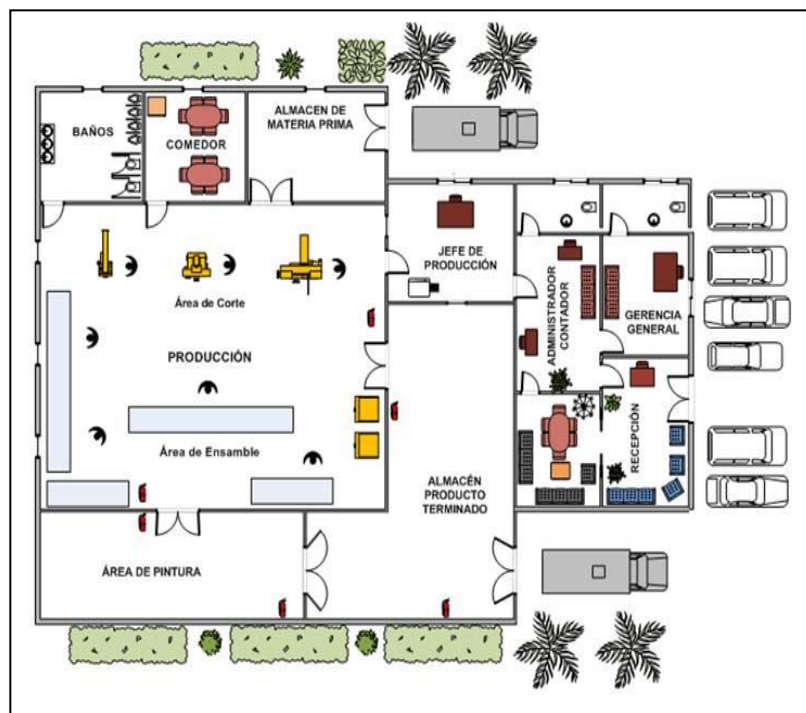 ALMACEN DE
MATERIA PRIMA
BAÑOS
COMEDOR
JEFE DE
PRODUCCIÓN
Área de Corte
ADMINISTRADOR
CONTADOR
GERENCIA
GENERAL
PRODUCCIÓN
RECEPCIÓN
Área de Ensamble
ALMACÉN
PRODUCTO
TERMINADO
ÁREA DE PINTURA